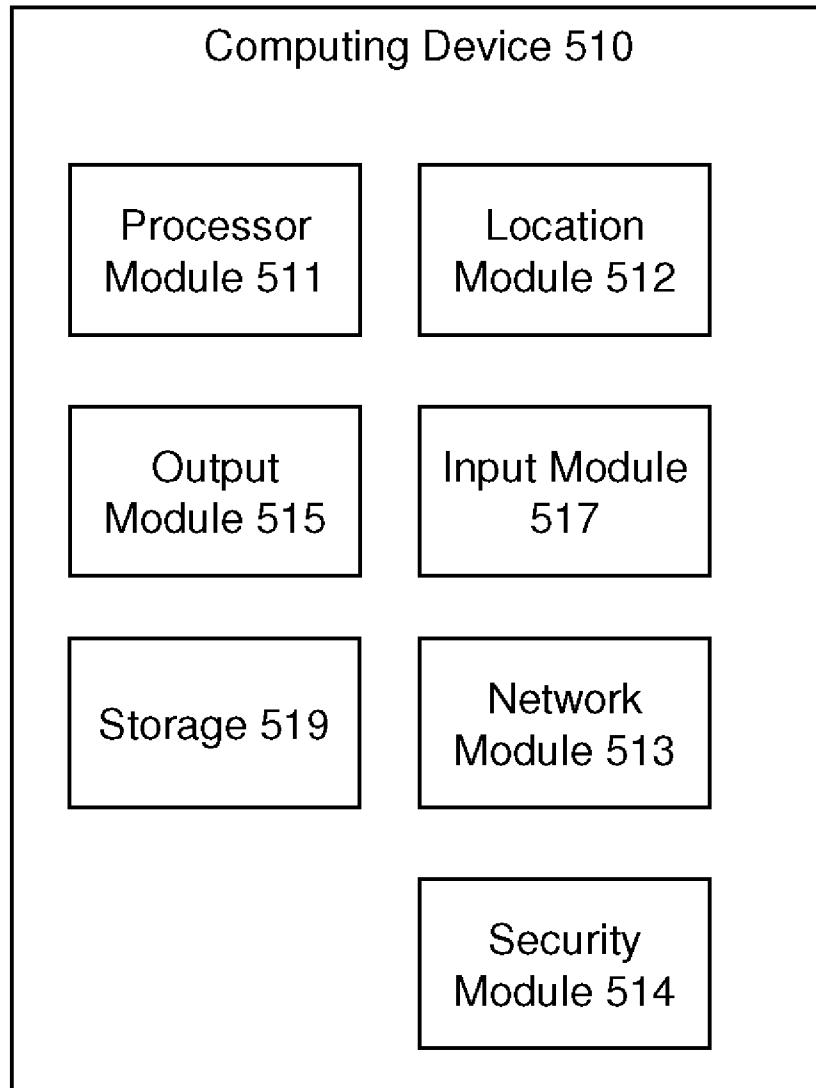 Computing Device 510
Processor
Module 511
Location
Module 512
Output
Module 515
Input Module
517
Storage 519
Network
Module 513
Security
Module 514